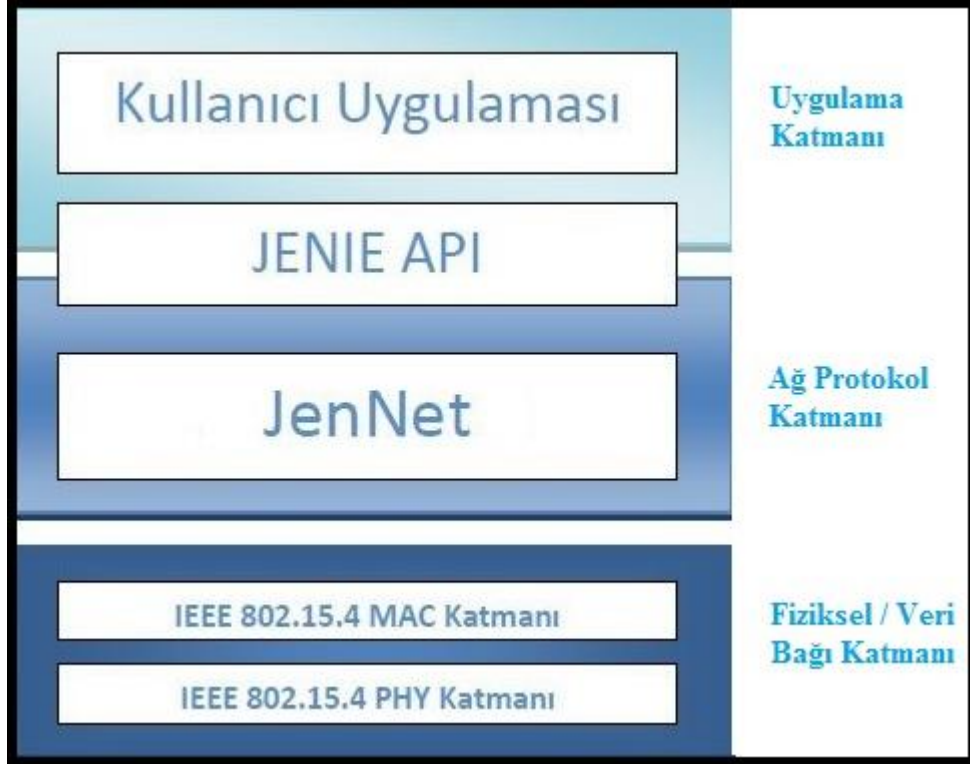 Kullanıcı Uygulaması
Uygulama
Katmanı
JENIE API
JenNet
Ağ Protokol
Katmanı
IEEE 802.15.4 MAC Katmanı
IEEE 802.15.4 PHY Katmanı
Fiziksel / Veri
Bağı Katmanı